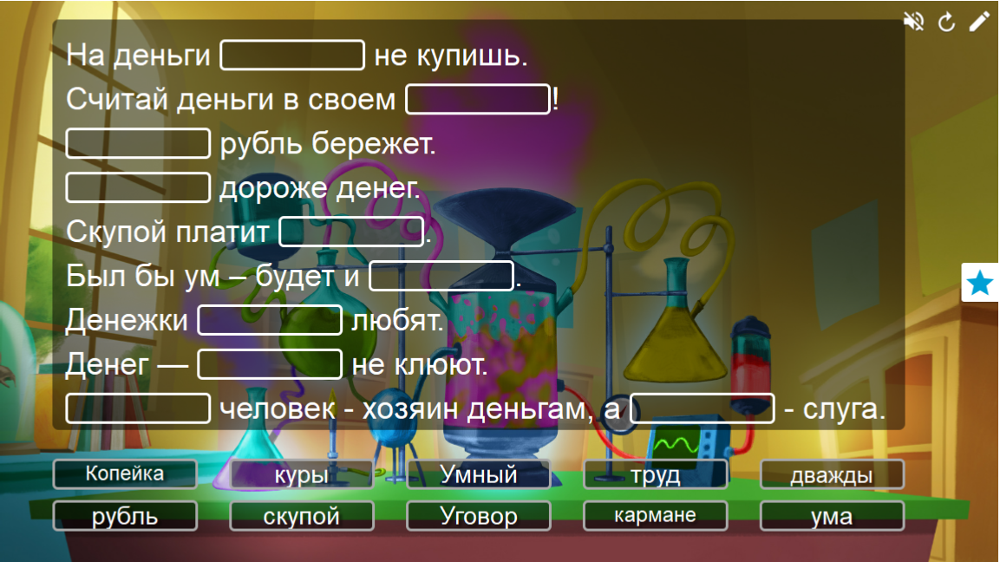 На деньги не купишь.
Считай деньги в своем !
рубль бережет.
дороже денег.
Скупой платит .
Был бы ум – будет и .
Денежки любят.
Денег — не клюют.
человек - хозяин деньгам, а - слуга.
Копейка куры Умный труд дважды
рубль скупой Уговор кармане ума